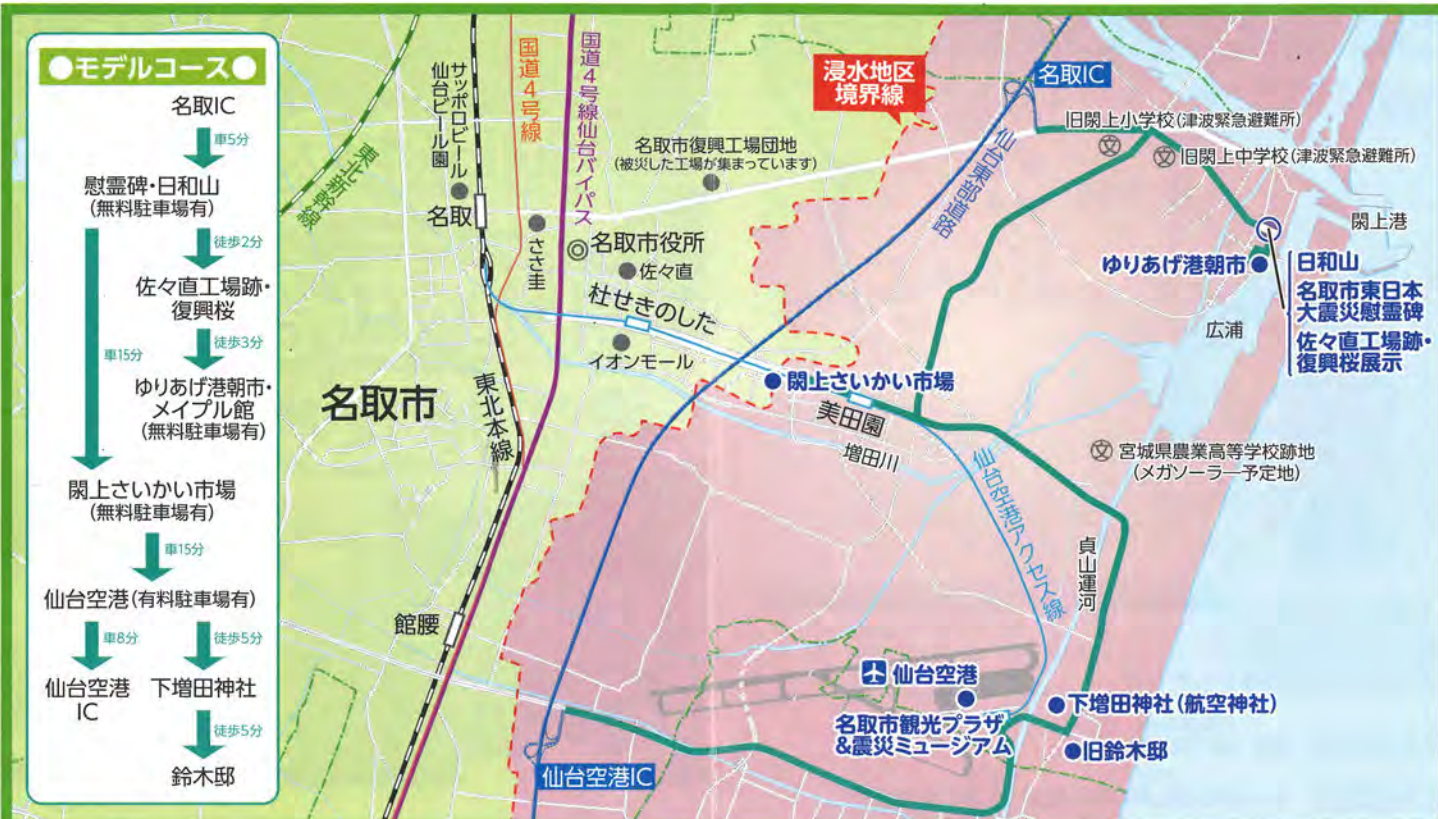 ●モデルコース●
名取IC
車5分
慰霊碑・日和山
(無料駐車場有)
徒歩2分
佐々直工場跡・
復興桜
徒歩3分
車15分
ゆりあげ港朝市・
メイプル館
(無料駐車場有)
閖上さいかい市場
(無料駐車場有)
車15分
仙台空港(有料駐車場有)
車8分
徒歩5分
仙台空港
IC
下増田神社
徒歩5分
鈴木邸
東北新幹線
サッポロビール
仙台ビール園
国道4号線
国道4号線仙台バイパス
浸水地区
境界線
名取IC
仙台東部道路
旧閖上小学校(津波緊急避難所)
旧閖上中学校(津波緊急避難所)
名取市復興工場団地
(被災した工場が集まっています)
名取
ささ圭
名取市役所
佐々直
閖上港
ゆりあげ港朝市
日和山
名取市東日本
大震災慰霊碑
佐々直工場跡・
復興桜展示
広浦
杜せきのした
イオンモール
閖上さいかい市場
美田園
名取市
東北本線
増田川
宮城県農業高等学校跡地
(メガソーラー予定地)
仙台空港アクセス線
貞山運河
館腰
仙台空港
名取市観光プラザ
&震災ミュージアム
下増田神社(航空神社)
旧鈴木邸
仙台空港IC